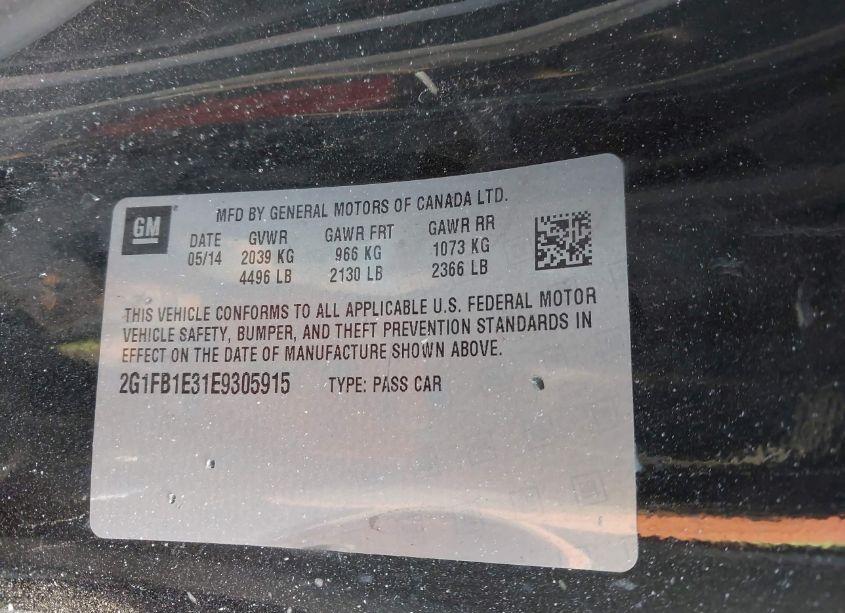 GM
MFD BY GENERAL MOTORS OF CANADA LTD.
DATE GVWR GAWR FRT GAWR RR
05/14 2039 KG 966 KG 1073 KG
4496 LB 2130 LB 2366 LB
THIS VEHICLE CONFORMS TO ALL APPLICABLE U.S. FEDERAL MOTOR
VEHICLE SAFETY, BUMPER, AND THEFT PREVENTION STANDARDS IN
EFFECT ON THE DATE OF MANUFACTURE SHOWN ABOVE.
2G1FB1E31E9305915 TYPE: PASS CAR